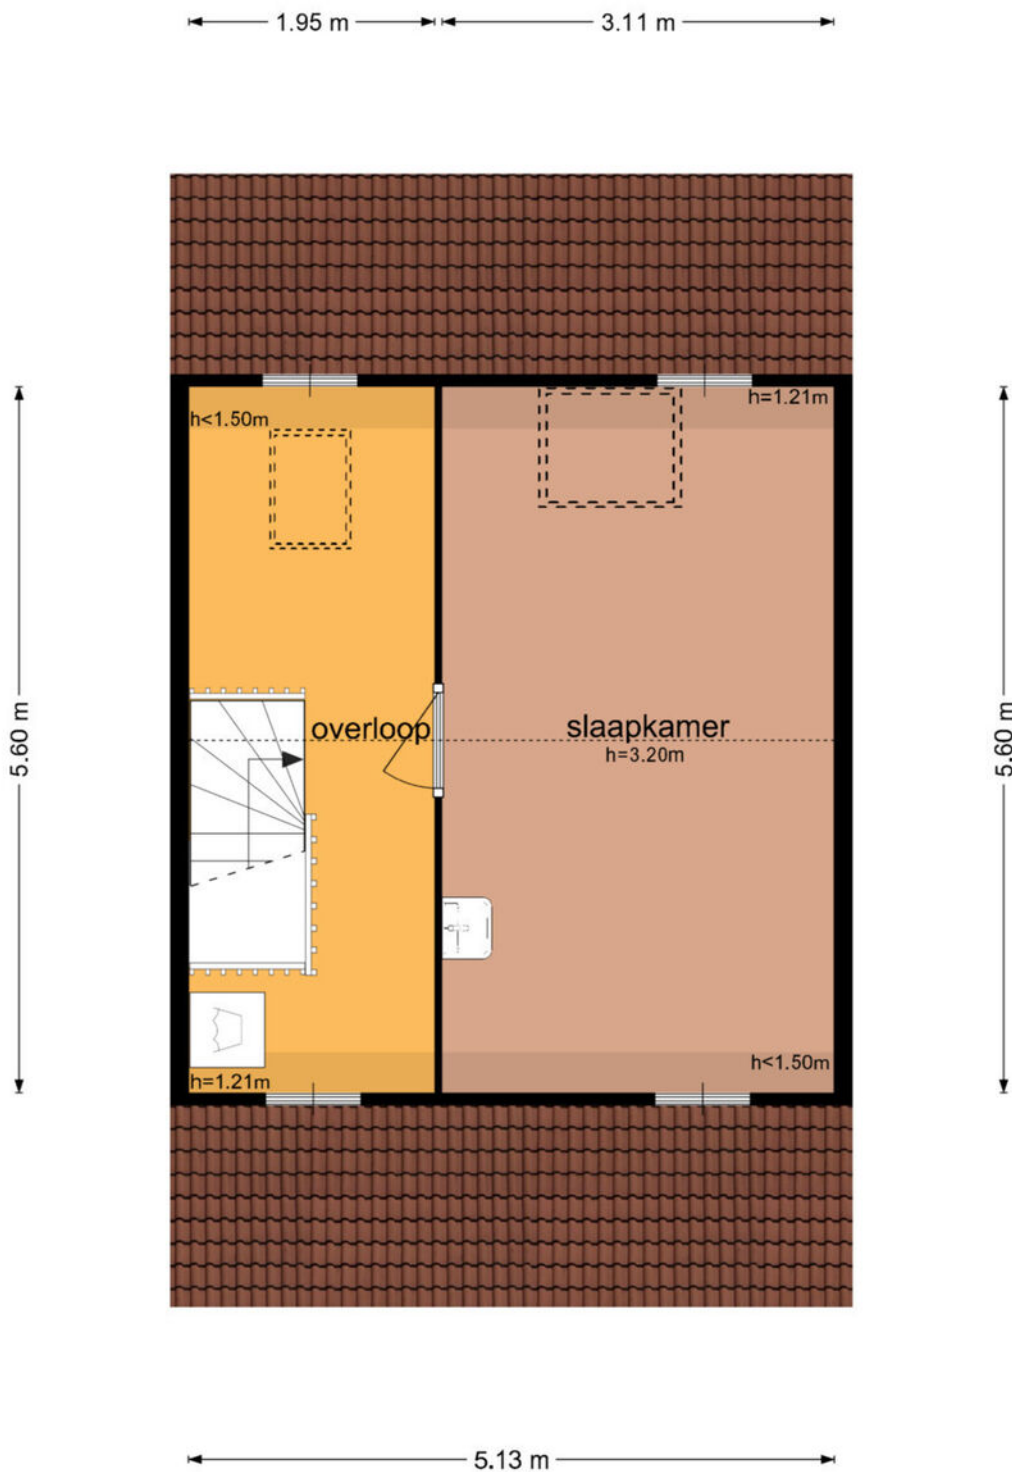 1.95 m
3.11 m
h=1.21m
h<1.50m
overloop
slaapkamer
h=3.20m
5.60 m
5.60 m
h<1.50m
h=1.21m
5.13 m